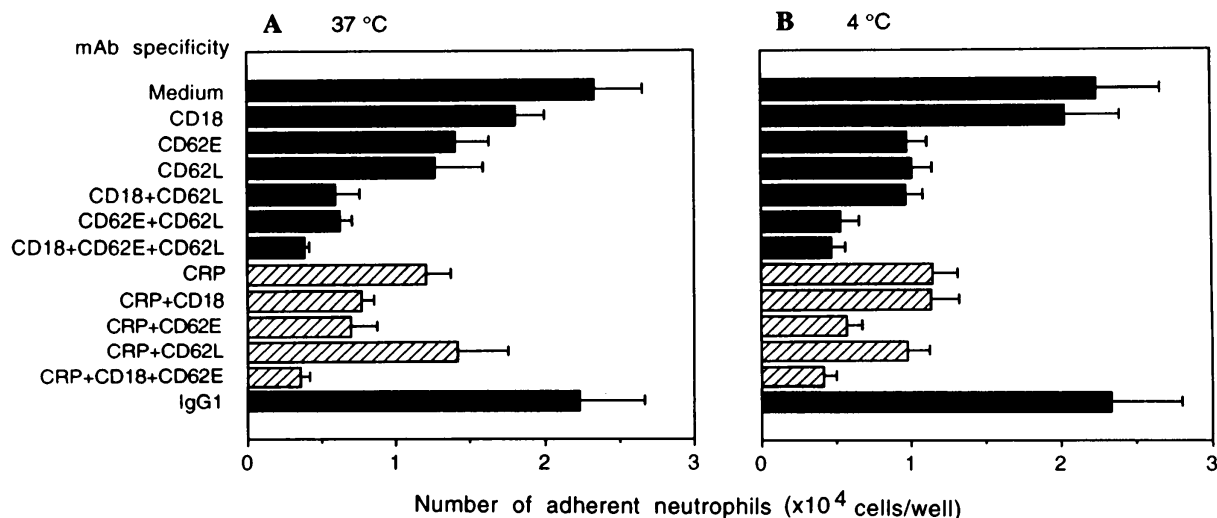 A 37 °C
B 4 °C
mAb specificity
Medium
CD18
CD62E
CD62L
CD18+CD62L
CD62E+CD62L
CD18+CD62E+CD62L
CRP
CRP+CD18
CRP+CD62E
CRP+CD62L
CRP+CD18+CD62E
IgG1
0 1 2 3
0 1 2 3
Number of adherent neutrophils (x10⁴ cells/well)